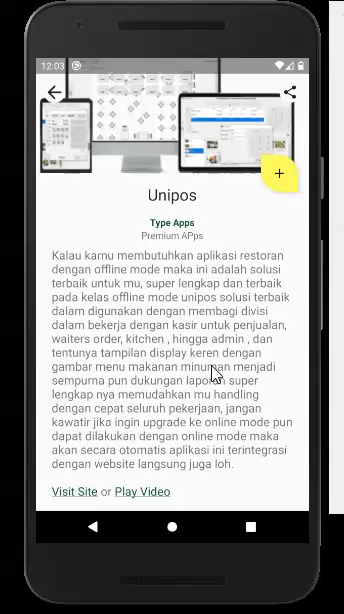 12:03
Unipos
Type Apps
Premium APps
Kalau kamu membutuhkan aplikasi restoran
dengan offline mode maka ini adalah solusi
terbaik untuk mu, super lengkap dan terbaik
pada kelas offline mode unipos solusi terbaik
dalam digunakan dengan membagi divisi
dalam bekerja dengan kasir untuk penjualan,
waiters order, kitchen , hingga admin , dan
tentunya tampilan display keren dengan
gambar menu makanan minuman menjadi
sempurna pun dukungan laporan super
lengkap nya memudahkan mu handling
dengan cepat seluruh pekerjaan, jangan
kawatir jika ingin upgrade ke online mode pun
dapat dilakukan dengan online mode maka
akan secara otomatis aplikasi ini terintegrasi
dengan website langsung juga loh.
Visit Site or Play Video